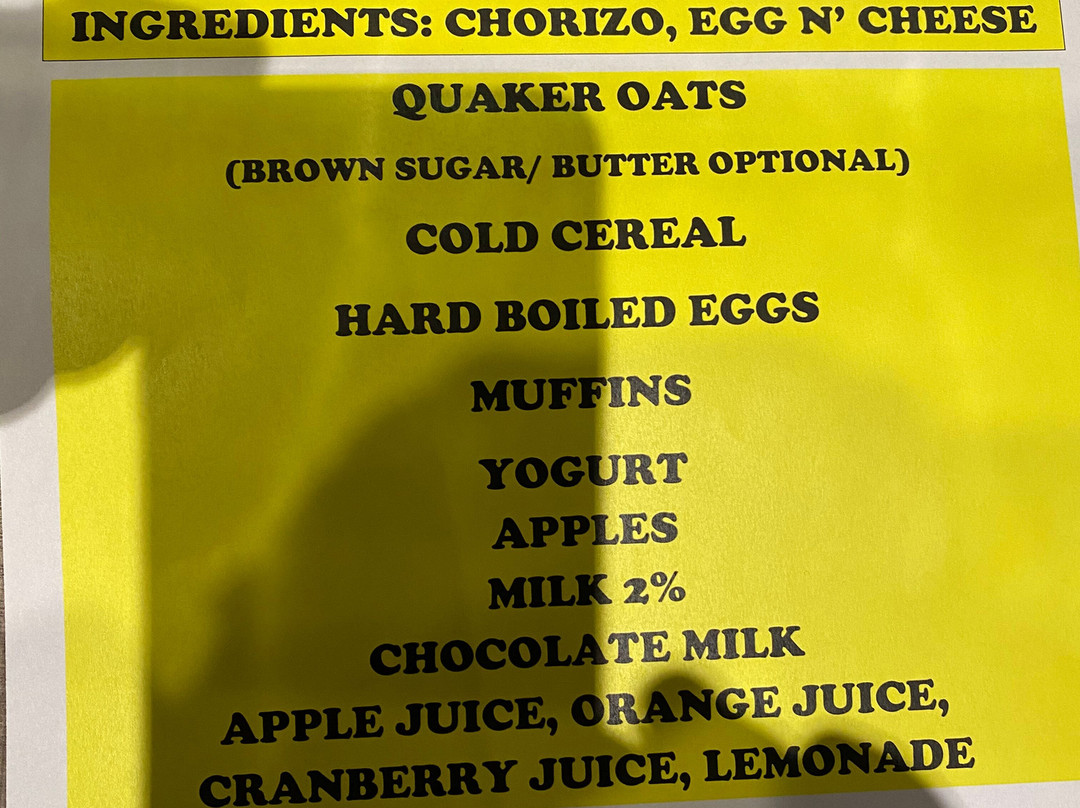 INGREDIENTS: CHORIZO, EGG N’ CHEESE
QUAKER OATS
(BROWN SUGAR/ BUTTER OPTIONAL)
COLD CEREAL
HARD BOILED EGGS
MUFFINS
YOGURT
APPLES
MILK 2%
CHOCOLATE MILK
APPLE JUICE, ORANGE JUICE,
CRANBERRY JUICE, LEMONADE